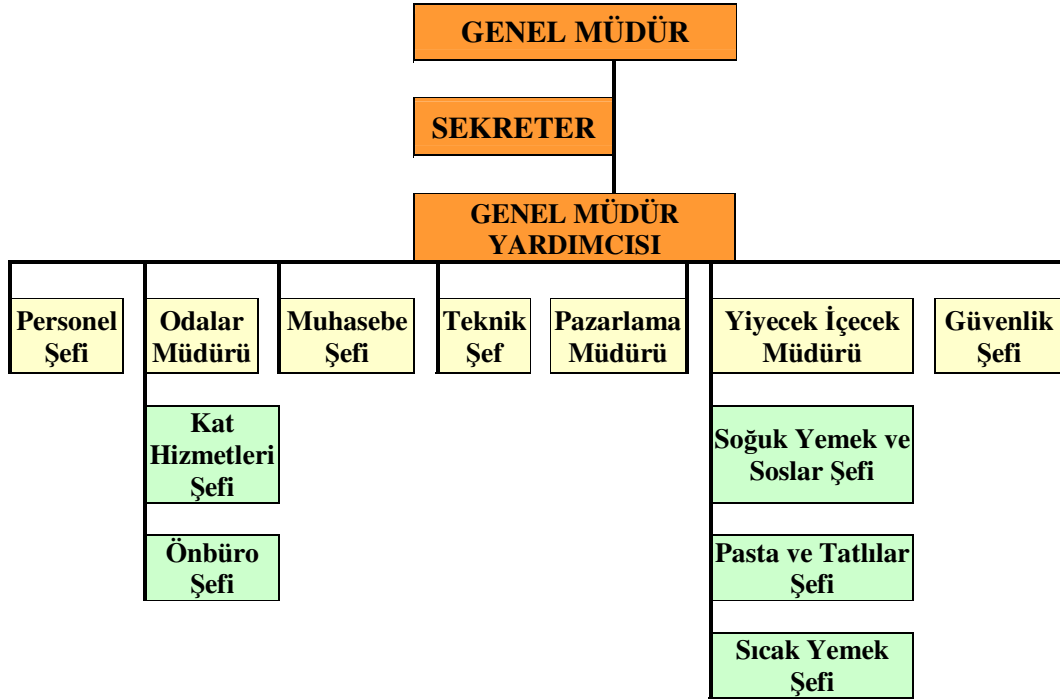 GENEL MÜDÜR
SEKRETER
GENEL MÜDÜR
YARDIMCISI
Personel
Şefi
Odalar
Müdürü
Muhasebe
Şefi
Teknik
Şef
Pazarlama
Müdürü
Yiyecek İçecek
Müdürü
Güvenlik
Şefi
Kat
Hizmetleri
Şefi
Önbüro
Şefi
Soğuk Yemek ve
Soslar Şefi
Pasta ve Tatlılar
Şefi
Sıcak Yemek
Şefi